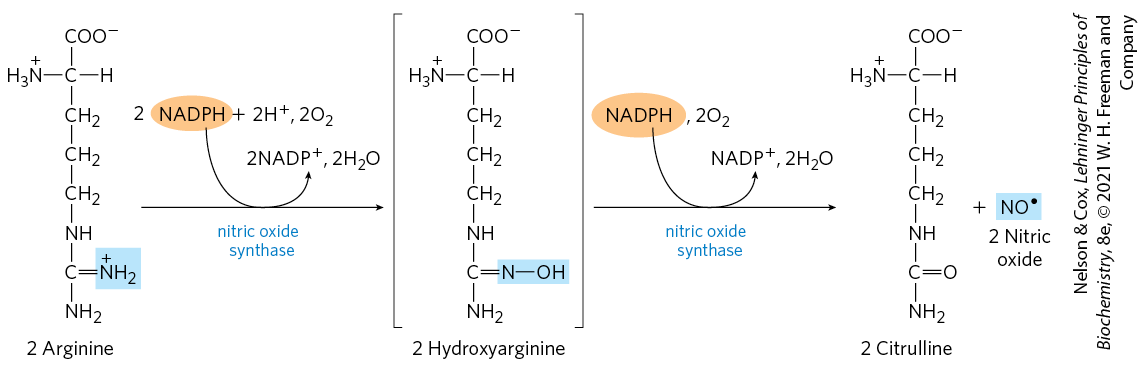 COO⁻
H₃N⁺—C—H
CH₂
CH₂
CH₂
NH
C=NH₂⁺
NH₂
2 Arginine
2 NADPH + 2H⁺, 2O₂
2NADP⁺, 2H₂O
nitric oxide
synthase
COO⁻
H₃N⁺—C—H
CH₂
CH₂
CH₂
NH
C=N—OH
NH₂
2 Hydroxyarginine
NADPH , 2O₂
NADP⁺, 2H₂O
nitric oxide
synthase
COO⁻
H₃N⁺—C—H
CH₂
CH₂
CH₂
NH
C=O
NH₂
2 Citrulline
+ NO•
2 Nitric
oxide
Nelson & Cox, Lehninger Principles of
Biochemistry, 8e, © 2021 W. H. Freeman and
Company